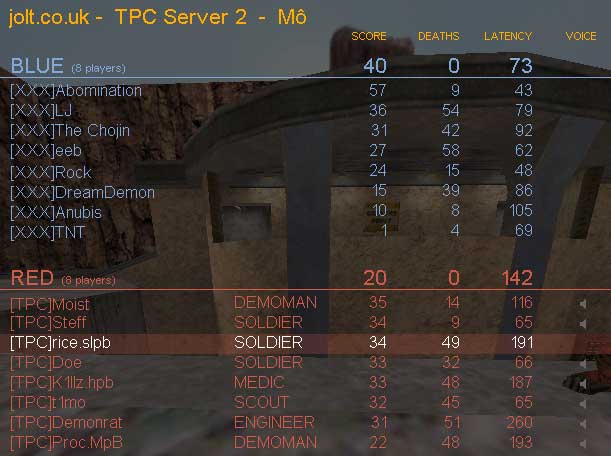 jolt.co.uk - TPC Server 2 - Mô
SCORE DEATHS LATENCY VOICE
BLUE (8 players) 40 0 73
[XXX]Abomination 57 9 43
[XXX]LJ 36 54 79
[XXX]The Chojin 31 42 92
[XXX]eeb 27 58 62
[XXX]Rock 24 15 48
[XXX]DreamDemon 15 39 86
[XXX]Anubis 10 8 105
[XXX]TNT 1 4 69
RED (8 players) 20 0 142
[TPC]Moist DEMOMAN 35 14 116
[TPC]Steff SOLDIER 34 9 65
[TPC]rice.slpb SOLDIER 34 49 191
[TPC]Doe SOLDIER 33 32 66
[TPC]K1llz.hpb MEDIC 33 48 187
[TPC]t1mo SCOUT 32 45 65
[TPC]Demonrat ENGINEER 31 51 260
[TPC]Proc.MpB DEMOMAN 22 48 193